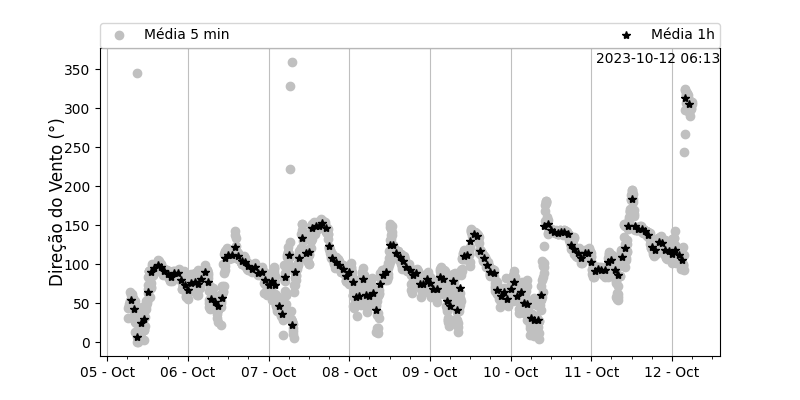 Média 5 min
Média 1h
2023-10-12 06:13
Direção do Vento (°)
350
300
250
200
150
100
50
0
05 - Oct
06 - Oct
07 - Oct
08 - Oct
09 - Oct
10 - Oct
11 - Oct
12 - Oct